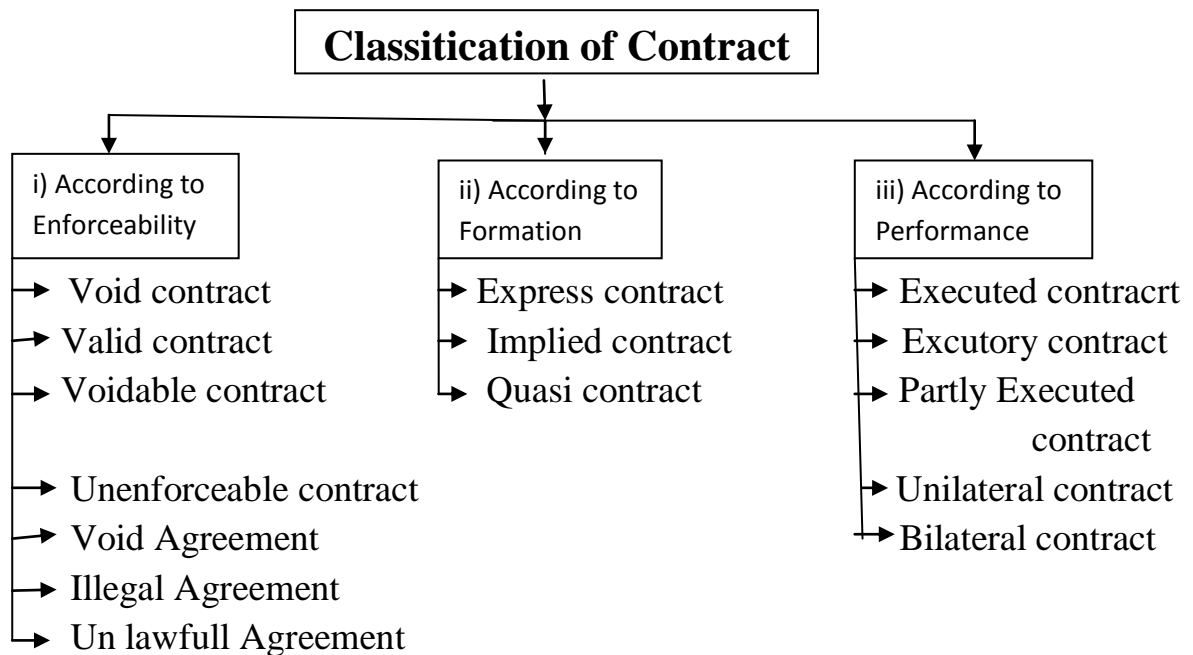 Classitication of Contract
i) According to
Enforceability
Void contract
Valid contract
Voidable contract
Unenforceable contract
Void Agreement
Illegal Agreement
Un lawfull Agreement
ii) According to
Formation
Express contract
Implied contract
Quasi contract
iii) According to
Performance
Executed contracrt
Excutory contract
Partly Executed
contract
Unilateral contract
Bilateral contract